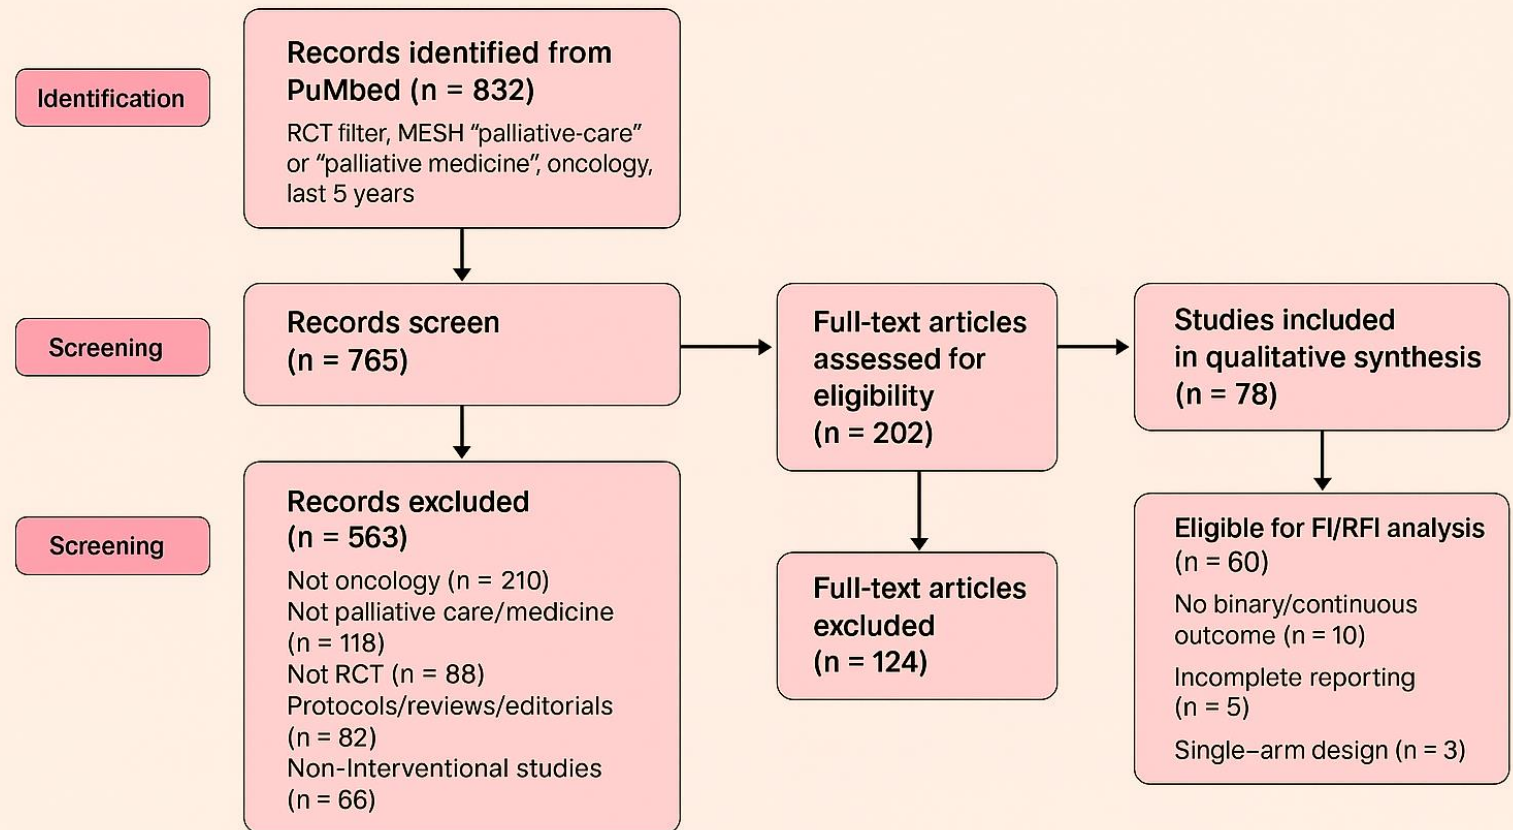 Identification
Records identified from
PuMbed (n = 832)
RCT filter, MESH “palliative-care”
or “palliative medicine”, oncology,
last 5 years
Screening
Records screen
(n = 765)
Full-text articles
assessed for
eligibility
(n = 202)
Studies included
in qualitative synthesis
(n = 78)
Screening
Records excluded
(n = 563)
Not oncology (n = 210)
Not palliative care/medicine
(n = 118)
Not RCT (n = 88)
Protocols/reviews/editorials
(n = 82)
Non-Interventional studies
(n = 66)
Full-text articles
excluded
(n = 124)
Eligible for FI/RFI analysis
(n = 60)
No binary/continuous
outcome (n = 10)
Incomplete reporting
(n = 5)
Single–arm design (n = 3)